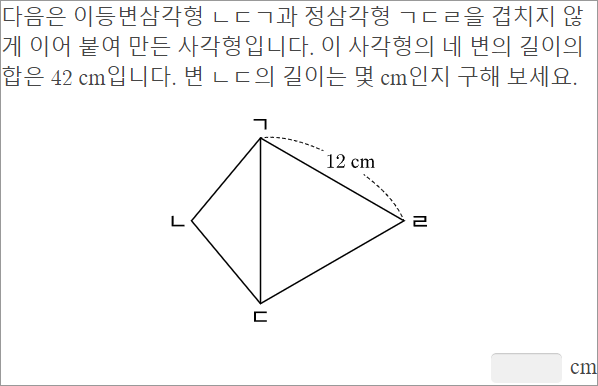 다음은 이등변삼각형 ㄴㄷㄱ과 정삼각형 ㄱㄷㄹ을 겹치지 않
게 이어 붙여 만든 사각형입니다. 이 사각형의 네 변의 길이의
합은 42 cm입니다. 변 ㄴㄷ의 길이는 몇 cm인지 구해 보세요.
ㄱ
12 cm
ㄴ
ㄹ
ㄷ
cm